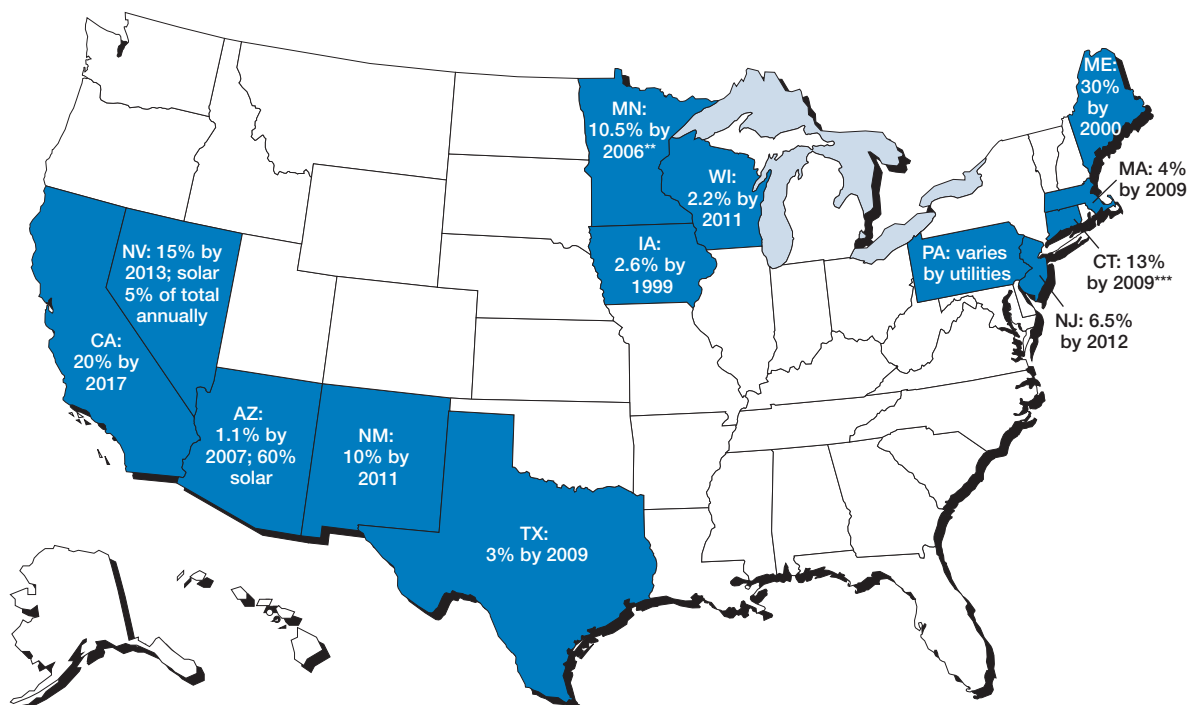 ME:
30%
by
2000
MN:
10.5% by
2006**
MA: 4%
by 2009
WI:
2.2% by
2011
NV: 15% by
2013; solar
5% of total
annually
IA:
2.6% by
1999
PA: varies
by utilities
CT: 13%
by 2009***
NJ: 6.5%
by 2012
CA:
20% by
2017
AZ:
1.1% by
2007; 60%
solar
NM:
10% by
2011
TX:
3% by 2009